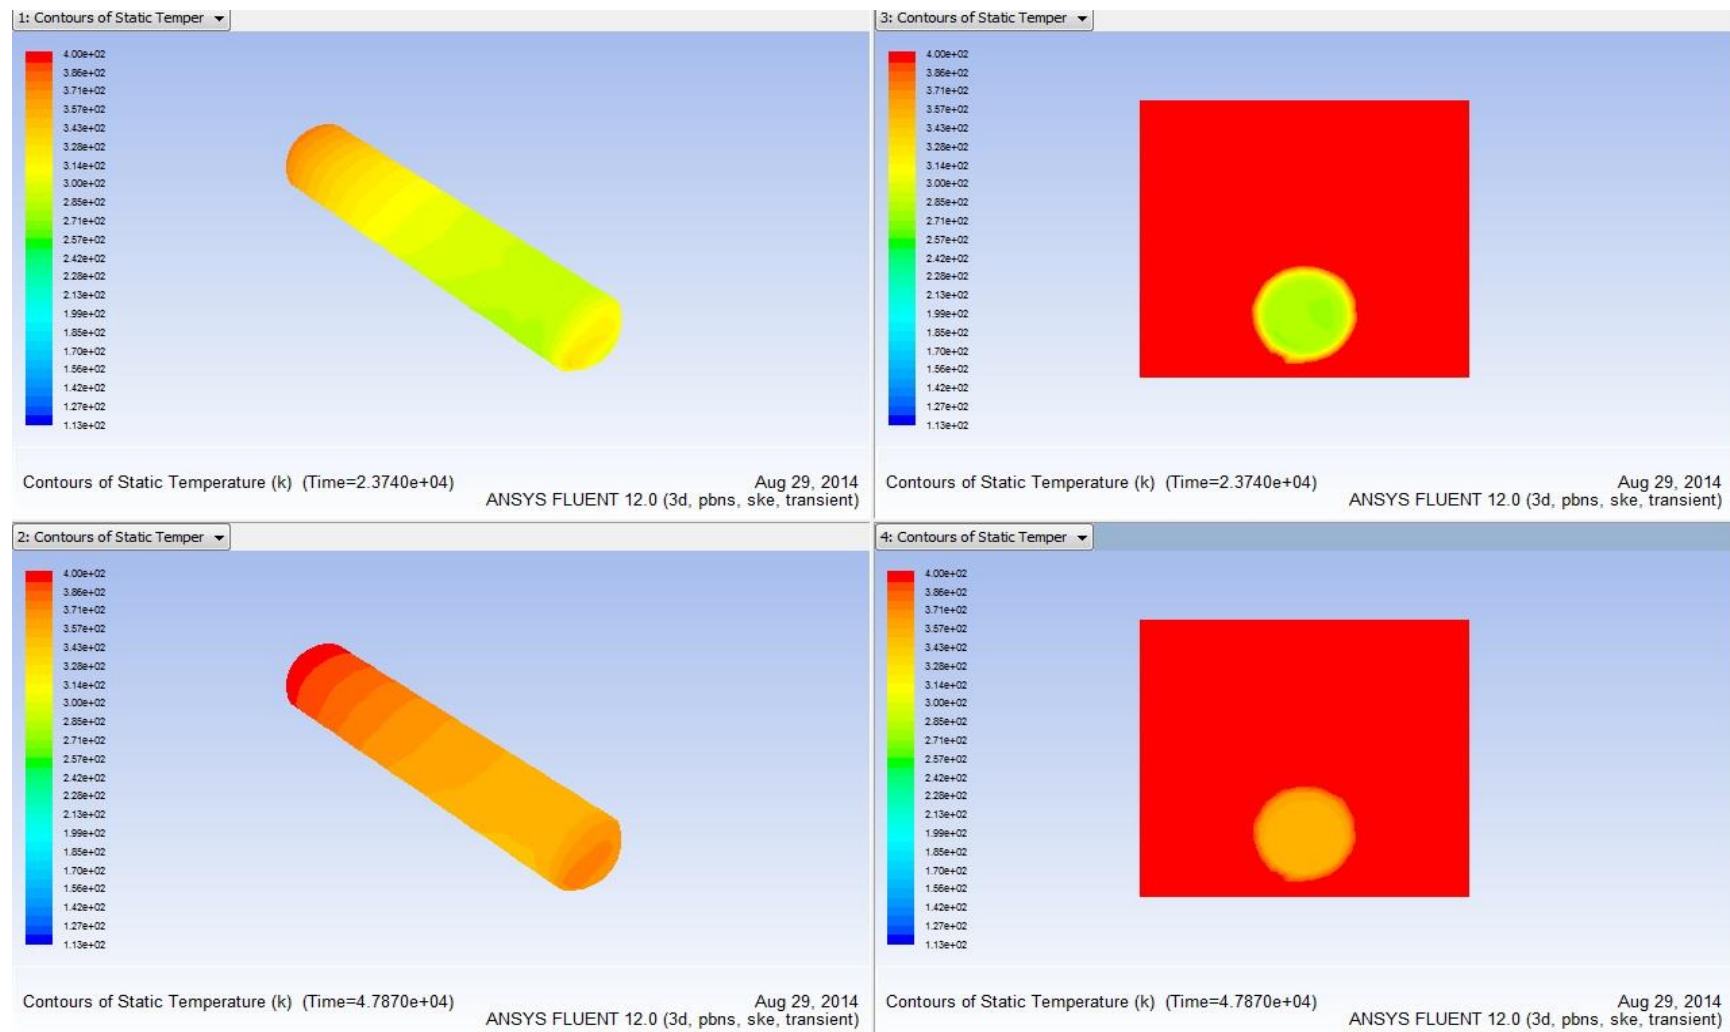 1: Contours of Static Temper
4.00e+02
3.86e+02
3.71e+02
3.57e+02
3.43e+02
3.28e+02
3.14e+02
3.00e+02
2.85e+02
2.71e+02
2.57e+02
2.42e+02
2.28e+02
2.13e+02
1.99e+02
1.85e+02
1.70e+02
1.56e+02
1.42e+02
1.27e+02
1.13e+02
Contours of Static Temperature (k) (Time=2.3740e+04)
Aug 29, 2014
ANSYS FLUENT 12.0 (3d, pbns, ske, transient)
3: Contours of Static Temper
4.00e+02
3.86e+02
3.71e+02
3.57e+02
3.43e+02
3.28e+02
3.14e+02
3.00e+02
2.85e+02
2.71e+02
2.57e+02
2.42e+02
2.28e+02
2.13e+02
1.99e+02
1.85e+02
1.70e+02
1.56e+02
1.42e+02
1.27e+02
1.13e+02
Contours of Static Temperature (k) (Time=2.3740e+04)
Aug 29, 2014
ANSYS FLUENT 12.0 (3d, pbns, ske, transient)
2: Contours of Static Temper
4.00e+02
3.86e+02
3.71e+02
3.57e+02
3.43e+02
3.28e+02
3.14e+02
3.00e+02
2.85e+02
2.71e+02
2.57e+02
2.42e+02
2.28e+02
2.13e+02
1.99e+02
1.85e+02
1.70e+02
1.56e+02
1.42e+02
1.27e+02
1.13e+02
Contours of Static Temperature (k) (Time=4.7870e+04)
Aug 29, 2014
ANSYS FLUENT 12.0 (3d, pbns, ske, transient)
4: Contours of Static Temper
4.00e+02
3.86e+02
3.71e+02
3.57e+02
3.43e+02
3.28e+02
3.14e+02
3.00e+02
2.85e+02
2.71e+02
2.57e+02
2.42e+02
2.28e+02
2.13e+02
1.99e+02
1.85e+02
1.70e+02
1.56e+02
1.42e+02
1.27e+02
1.13e+02
Contours of Static Temperature (k) (Time=4.7870e+04)
Aug 29, 2014
ANSYS FLUENT 12.0 (3d, pbns, ske, transient)